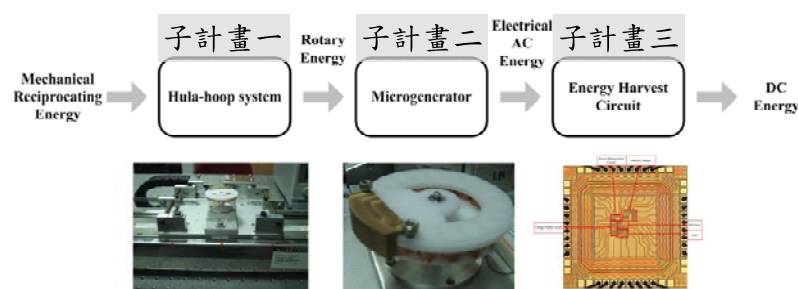 子計畫一
子計畫二
子計畫三
Mechanical
Reciprocating
Energy
Hula-hoop system
Rotary
Energy
Microgenerator
Electrical
AC
Energy
Energy Harvest
Circuit
DC
Energy